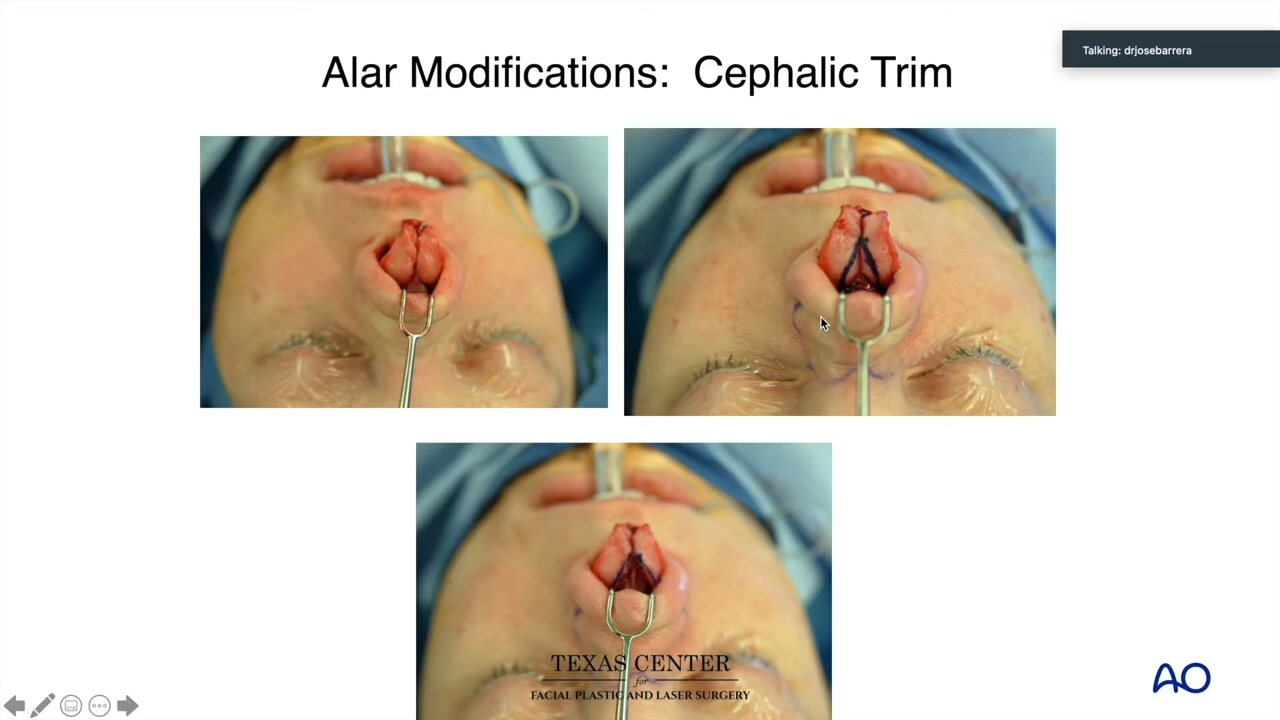 Talking: drjosebarrera
Alar Modifications: Cephalic Trim
TEXAS CENTER
for
FACIAL PLASTIC AND LASER SURGERY
AO